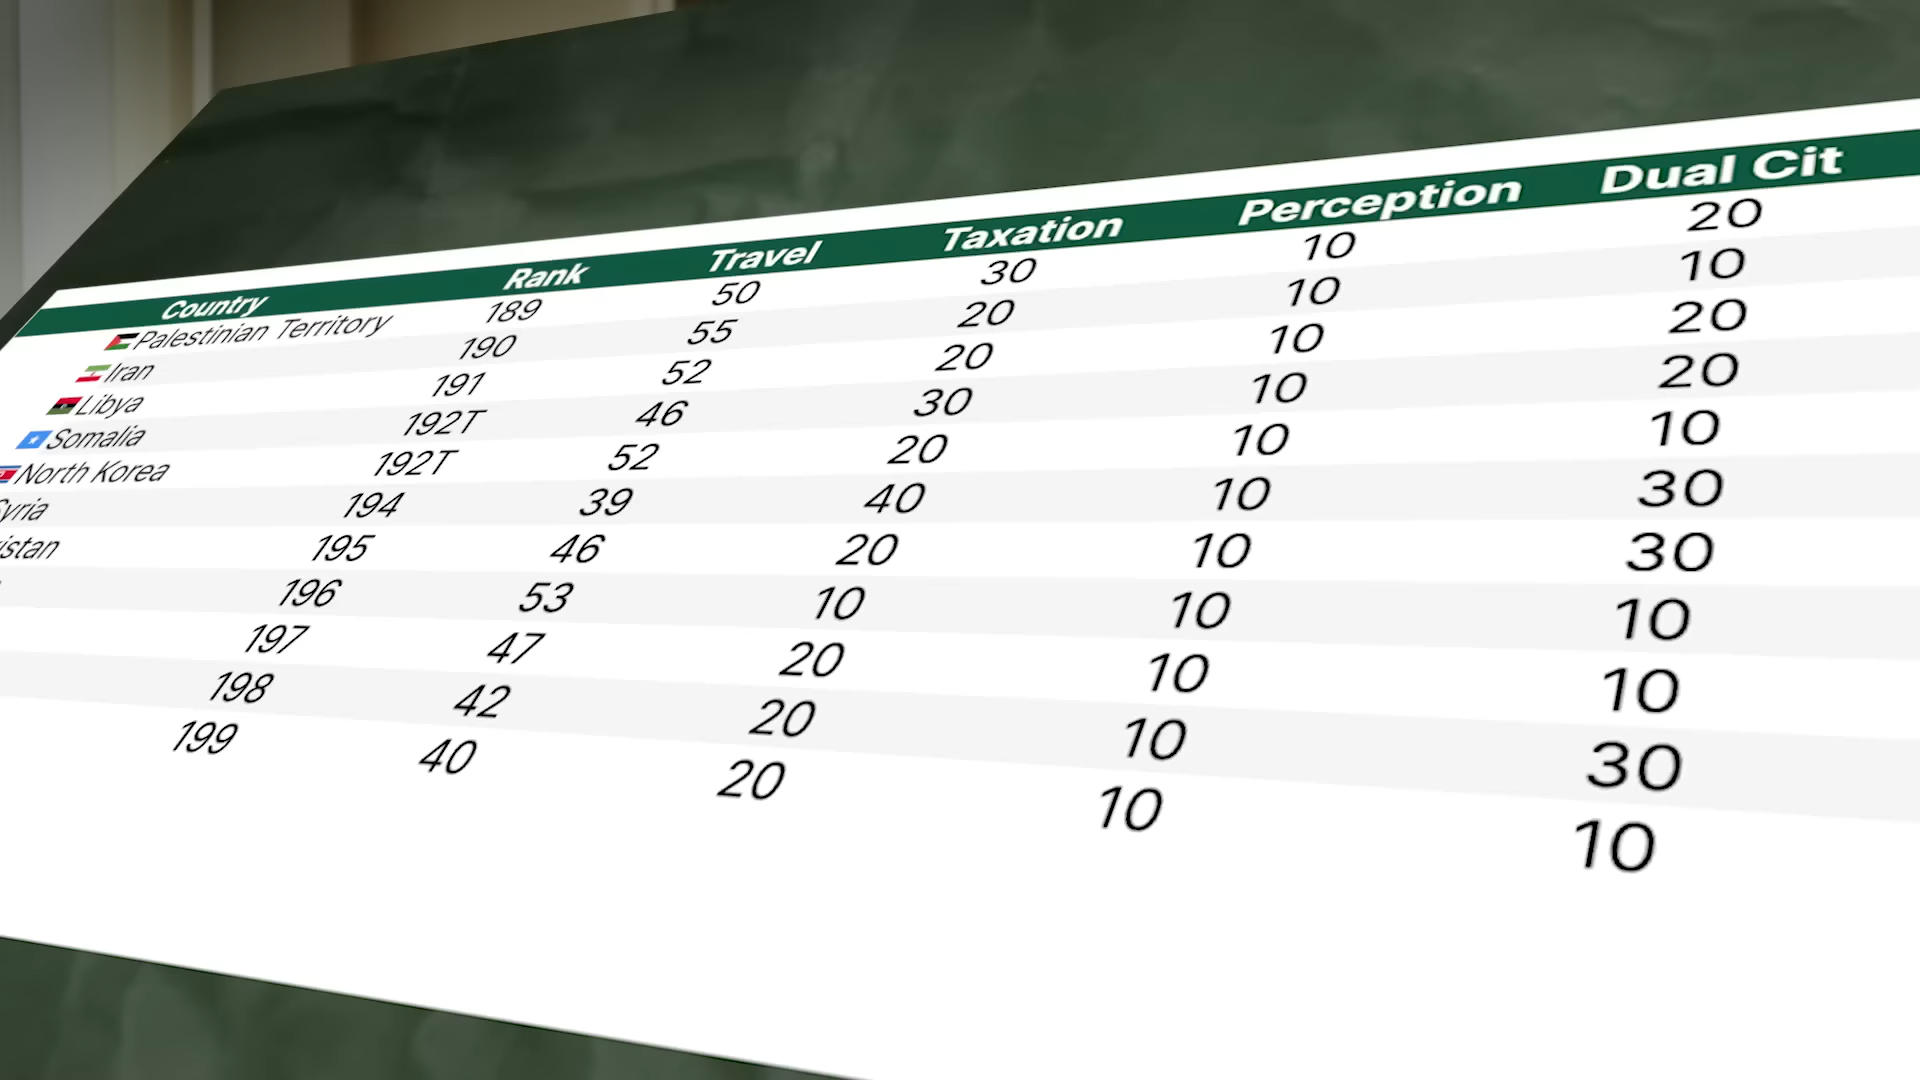 Country Rank Travel Taxation Perception Dual Cit
Palestinian Territory 189 50 30 10 20
Iran 190 55 20 10 10
Libya 191 52 20 10 20
Somalia 192T 46 30 10 20
North Korea 192T 52 20 10 10
yria 194 39 40 10 30
istan 195 46 20 10 30
196 53 10 10 10
197 47 20 10 10
198 42 20 10 30
199 40 20 10 10